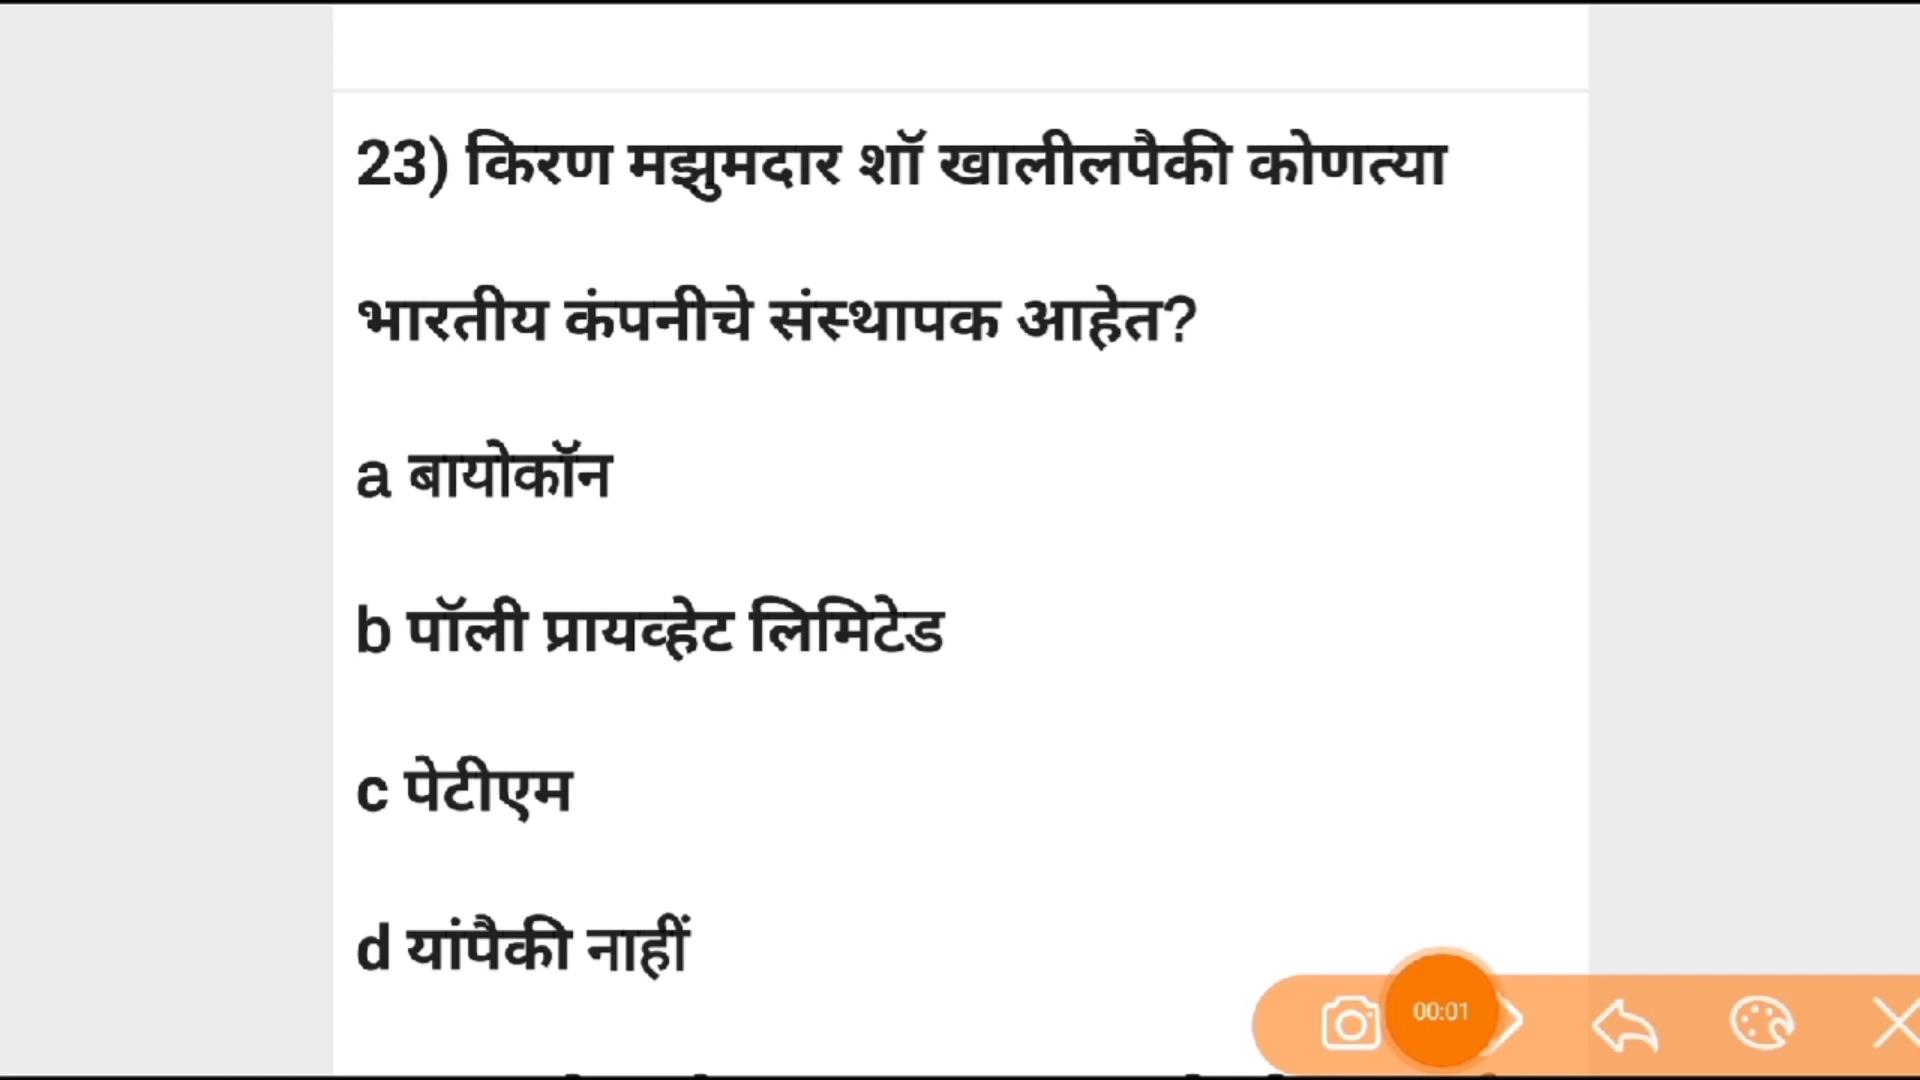 23) किरण मझुमदार शॉ खालीलपैकी कोणत्या
भारतीय कंपनीचे संस्थापक आहेत?
a बायोकॉन
b पॉली प्रायव्हेट लिमिटेड
c पेटीएम
d यांपैकी नाहीं
00:01